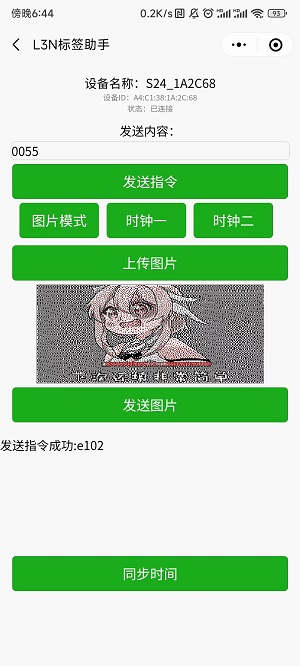 傍晚6:44 0.2K/s 93
L3N标签助手
设备名称：S24_1A2C68
设备ID：A4:C1:38:1A:2C:68
状态：已连接
发送内容：
0055
发送指令
图片模式 时钟一 时钟二
上传图片
发送图片
发送指令成功:e102
同步时间